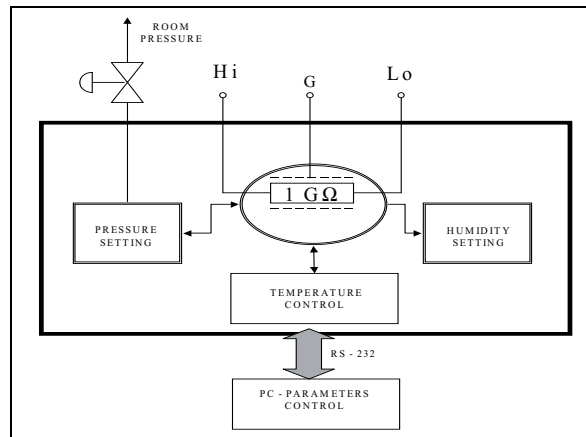 ROOM
PRESSURE
Hi
G
Lo
1 GΩ
PRESSURE
SETTING
HUMIDITY
SETTING
TEMPERATURE
CONTROL
RS - 232
PC - PARAMETERS
CONTROL